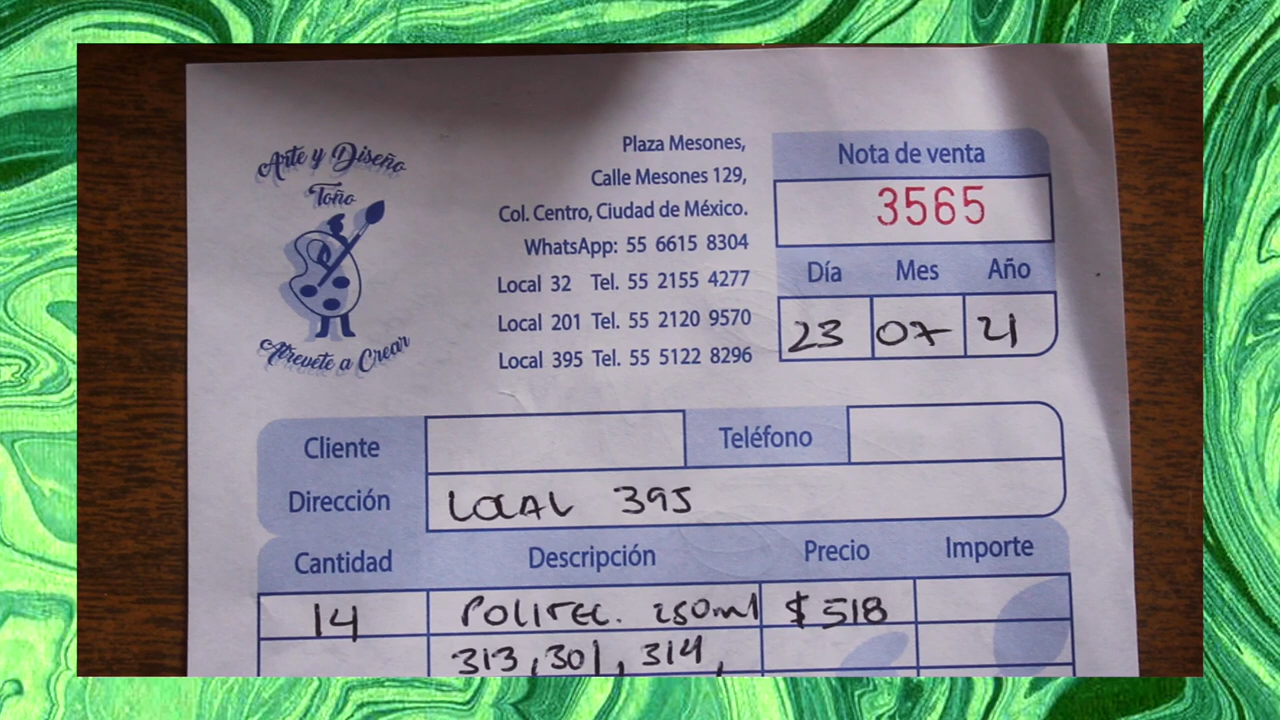 Arte y Diseño
Toño
Atrevete a Crear
Plaza Mesones,
Calle Mesones 129,
Col. Centro, Ciudad de México.
WhatsApp: 55 6615 8304
Local 32 Tel. 55 2155 4277
Local 201 Tel. 55 2120 9570
Local 395 Tel. 55 5122 8296
Nota de venta
3565
Día Mes Año
23 07 21
Cliente Teléfono
Dirección LOCAL 395
Cantidad Descripción Precio Importe
14 POLITEC. 250ml $518
313, 301, 314,